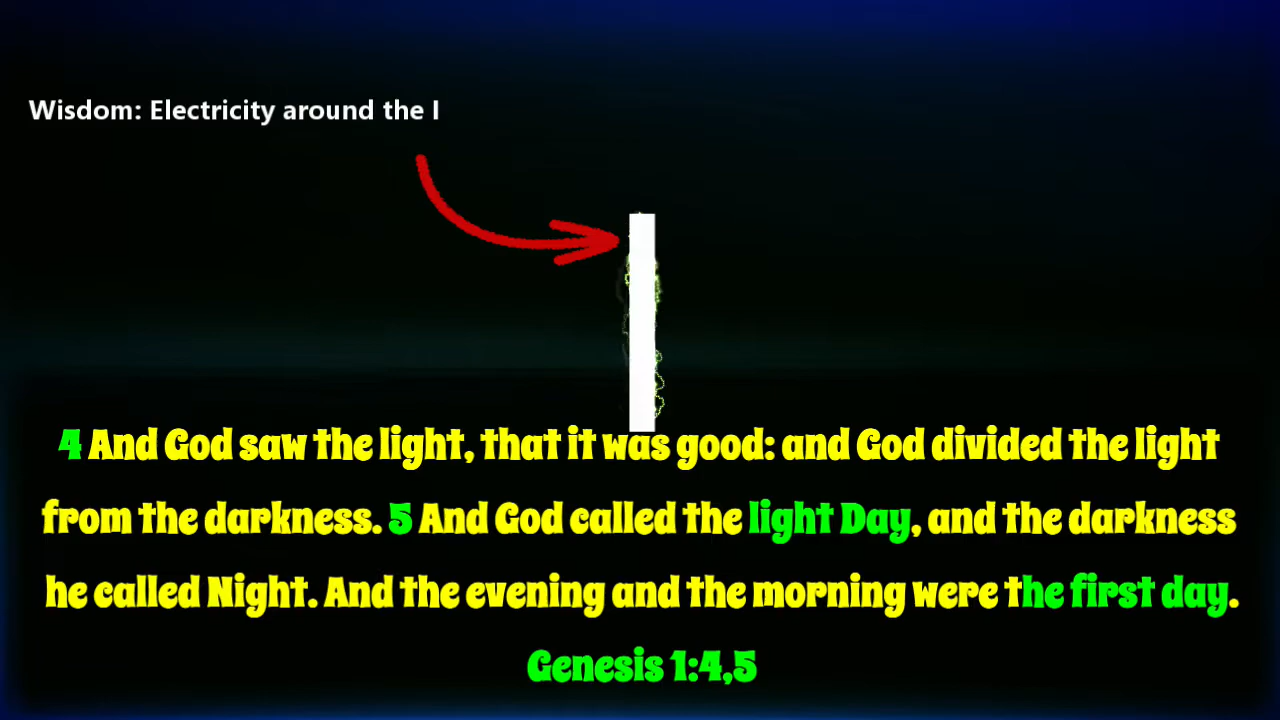 Wisdom: Electricity around the I
4 And God saw the light, that it was good: and God divided the light
from the darkness. 5 And God called the light Day, and the darkness
he called Night. And the evening and the morning were the first day.
Genesis 1:4,5